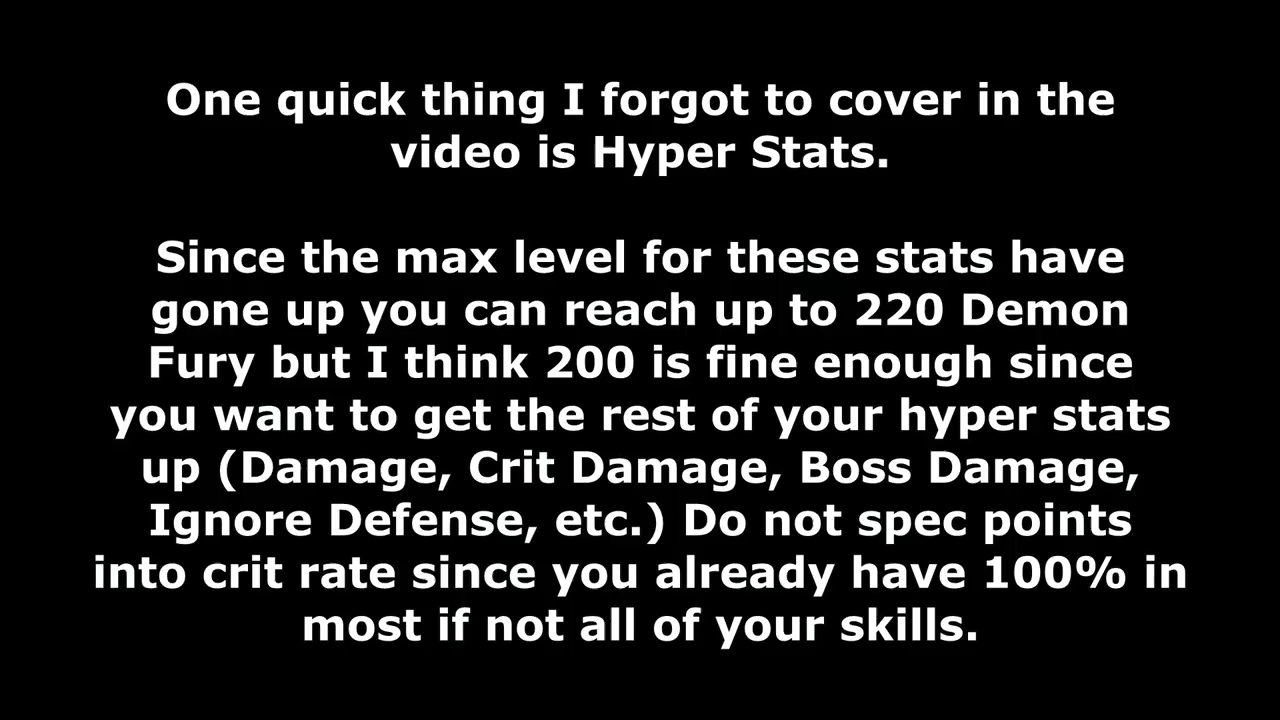 One quick thing I forgot to cover in the
video is Hyper Stats.
Since the max level for these stats have
gone up you can reach up to 220 Demon
Fury but I think 200 is fine enough since
you want to get the rest of your hyper stats
up (Damage, Crit Damage, Boss Damage,
Ignore Defense, etc.) Do not spec points
into crit rate since you already have 100% in
most if not all of your skills.